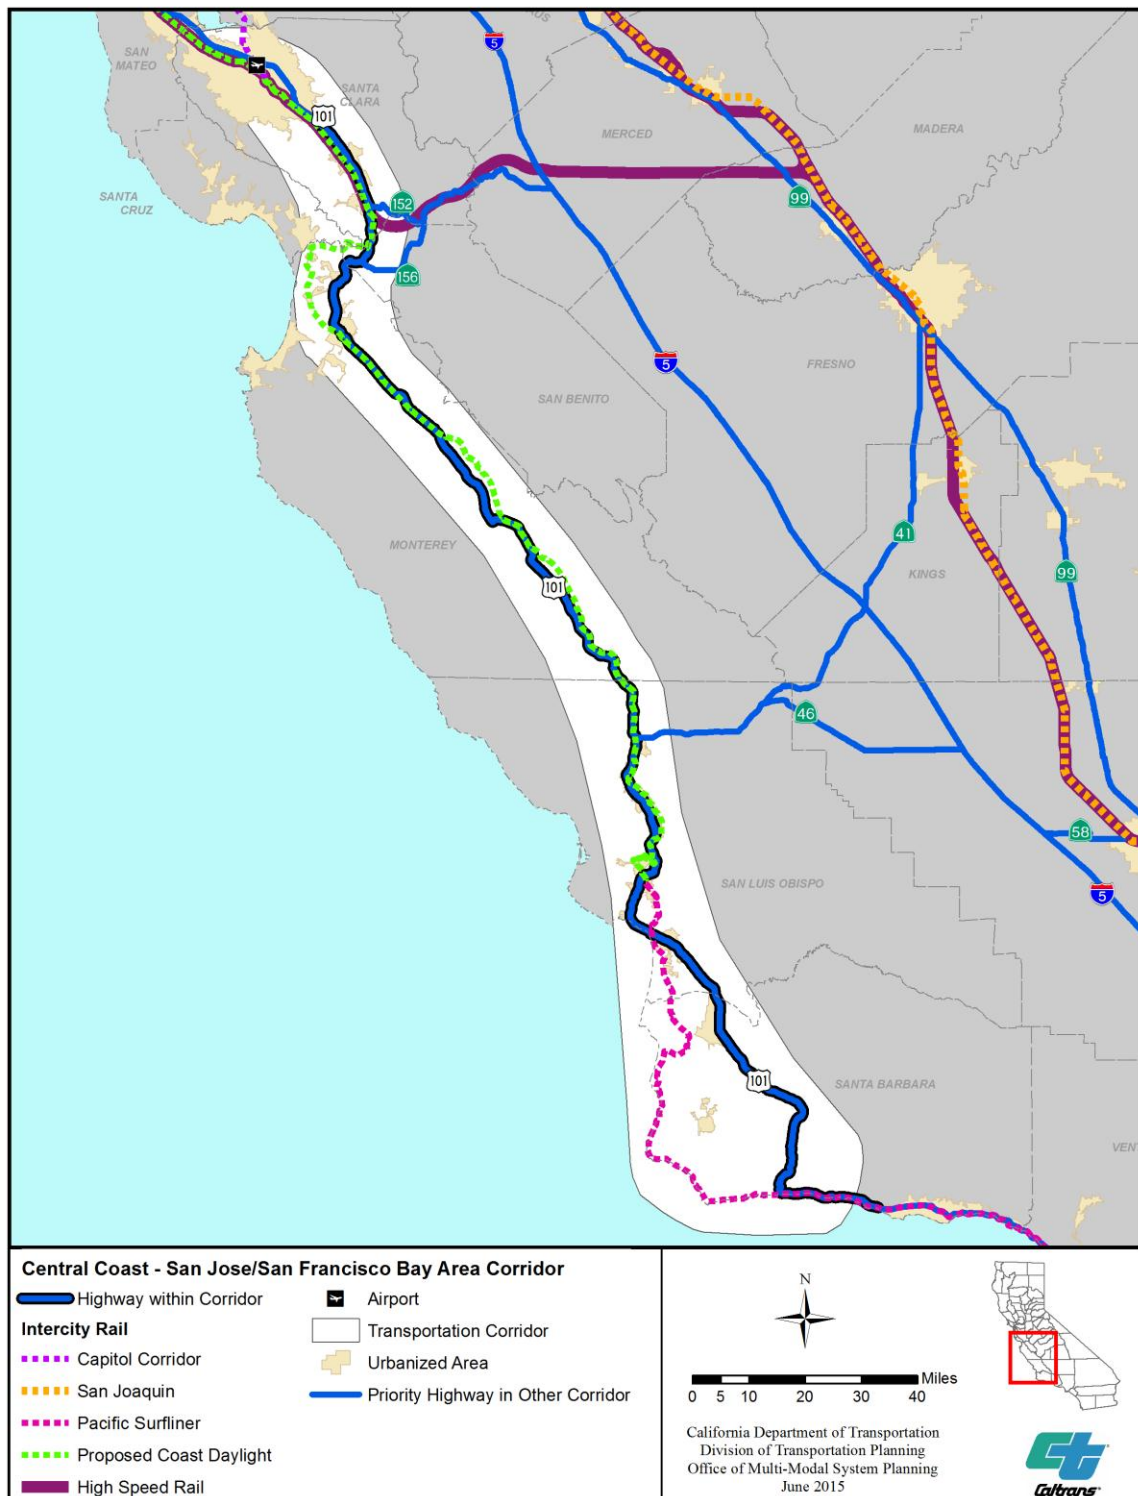 US
5
SAN
MATEO
SANTA
CLARA
101
MERCED
MADERA
SANTA
CRUZ
152
99
156
5
FRESNO
SAN BENITO
41
MONTEREY
101
KINGS
99
46
58
SAN LUIS OBISPO
5
101
SANTA BARBARA
VENT
Central Coast - San Jose/San Francisco Bay Area Corridor
Highway within Corridor
Airport
Intercity Rail
Transportation Corridor
Capitol Corridor
Urbanized Area
San Joaquin
Priority Highway in Other Corridor
Pacific Surfliner
Proposed Coast Daylight
High Speed Rail
N
Miles
0 5 10 20 30 40
California Department of Transportation
Division of Transportation Planning
Office of Multi-Modal System Planning
June 2015
Caltrans